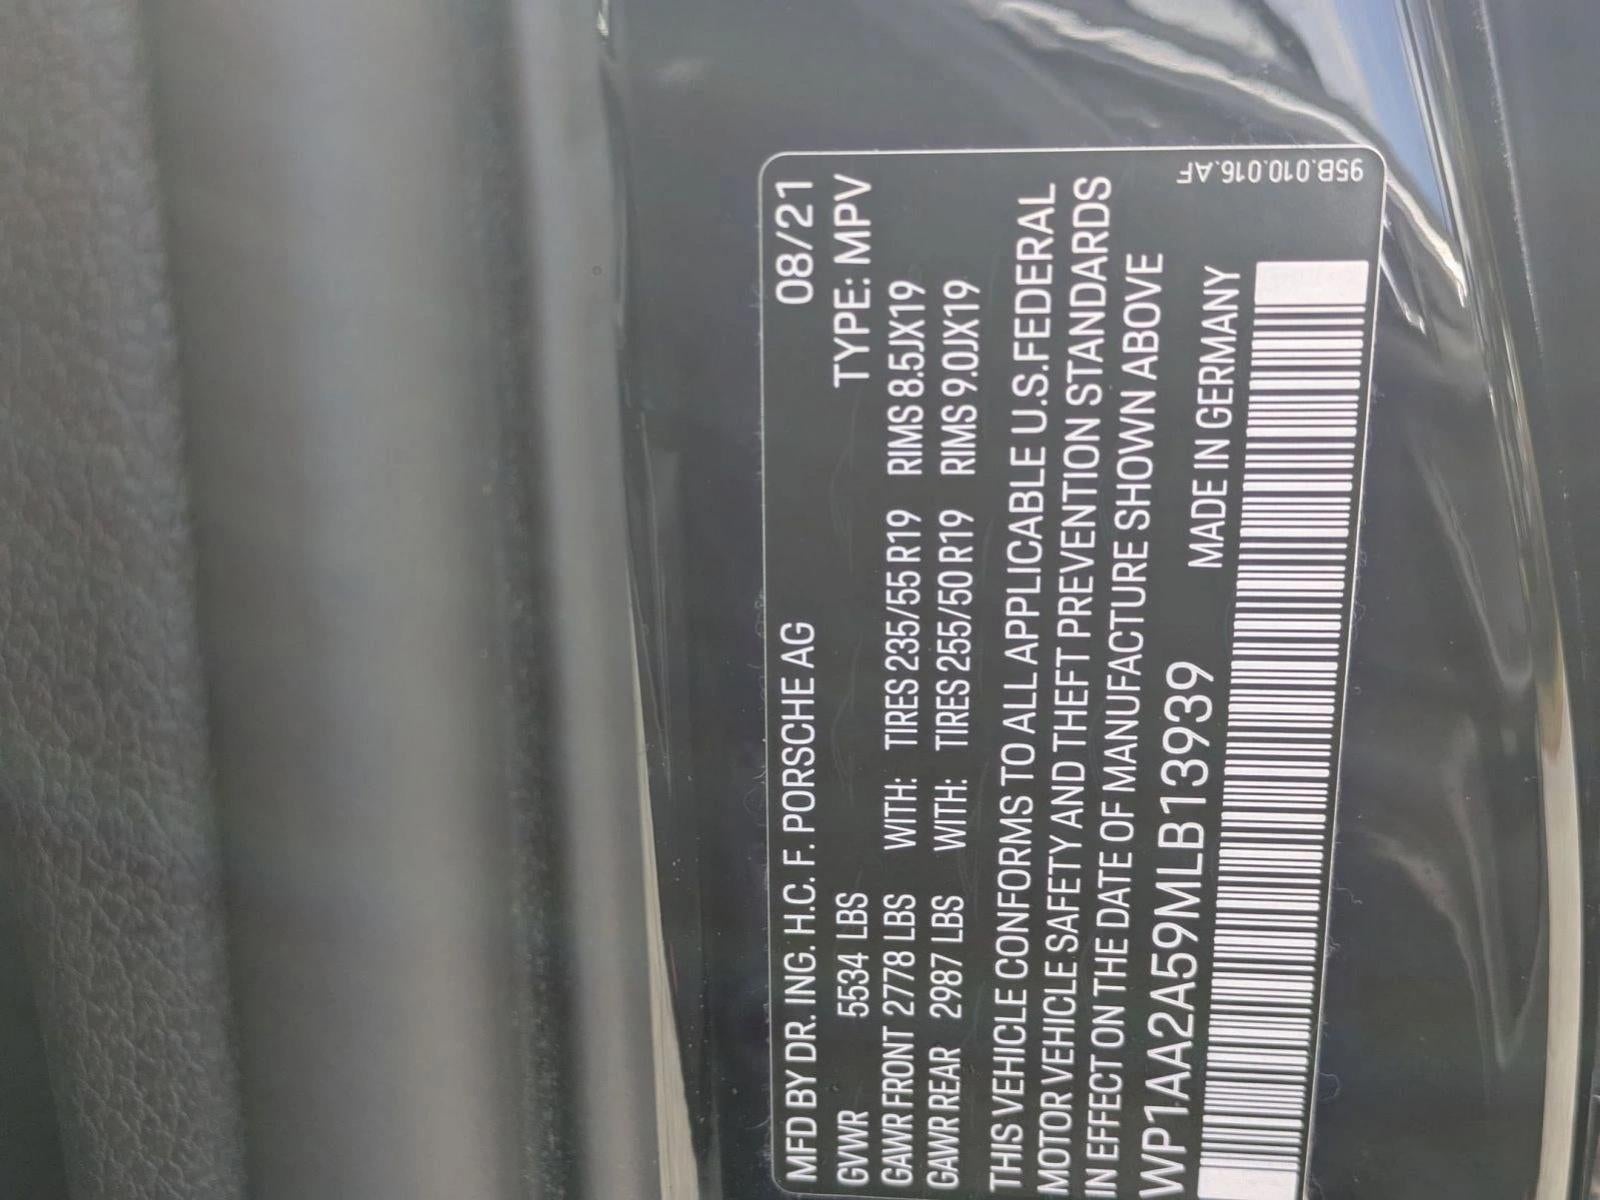 MFD BY DR. ING. H.C. F. PORSCHE AG 08/21
GVWR 5534 LBS TYPE: MPV
GAWR FRONT 2778 LBS WITH: TIRES 235/55 R19 RIMS 8.5JX19
GAWR REAR 2987 LBS WITH: TIRES 255/50 R19 RIMS 9.0JX19
THIS VEHICLE CONFORMS TO ALL APPLICABLE U.S.FEDERAL
MOTOR VEHICLE SAFETY AND THEFT PREVENTION STANDARDS
IN EFFECT ON THE DATE OF MANUFACTURE SHOWN ABOVE
WP1AA2A59MLB13939 MADE IN GERMANY
95B.010.016.AF